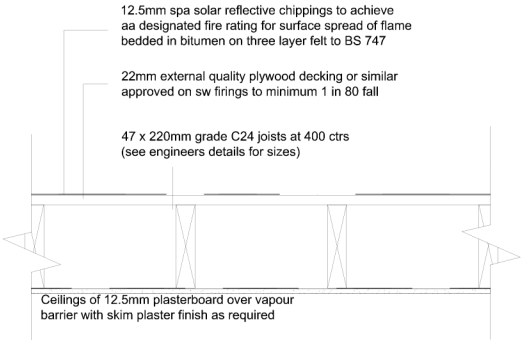 12.5mm spa solar reflective chippings to achieve
aa designated fire rating for surface spread of flame
bedded in bitumen on three layer felt to BS 747
22mm external quality plywood decking or similar
approved on sw firings to minimum 1 in 80 fall
47 x 220mm grade C24 joists at 400 ctrs
(see engineers details for sizes)
Ceilings of 12.5mm plasterboard over vapour
barrier with skim plaster finish as required